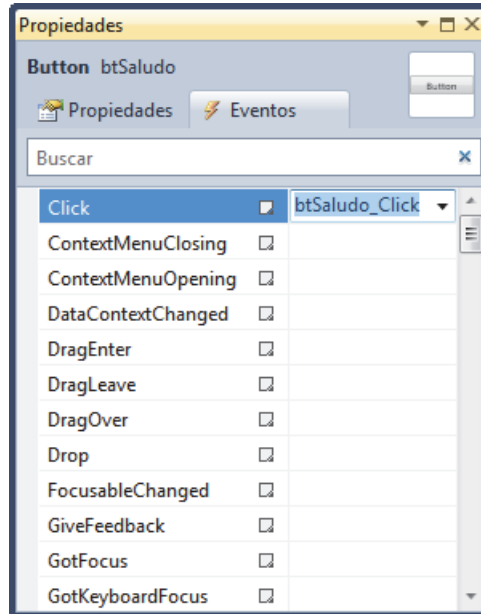 Propiedades
Button btSaludo
Button
Propiedades
Eventos
Buscar
Click btSaludo_Click
ContextMenuClosing
ContextMenuOpening
DataContextChanged
DragEnter
DragLeave
DragOver
Drop
FocusableChanged
GiveFeedback
GotFocus
GotKeyboardFocus